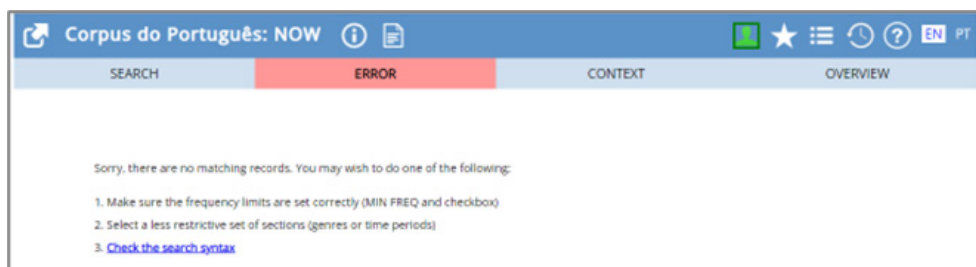 Corpus do Português: NOW EN PT
SEARCH ERROR CONTEXT OVERVIEW
Sorry, there are no matching records. You may wish to do one of the following:
1. Make sure the frequency limits are set correctly (MIN FREQ and checkbox)
2. Select a less restrictive set of sections (genres or time periods)
3. Check the search syntax